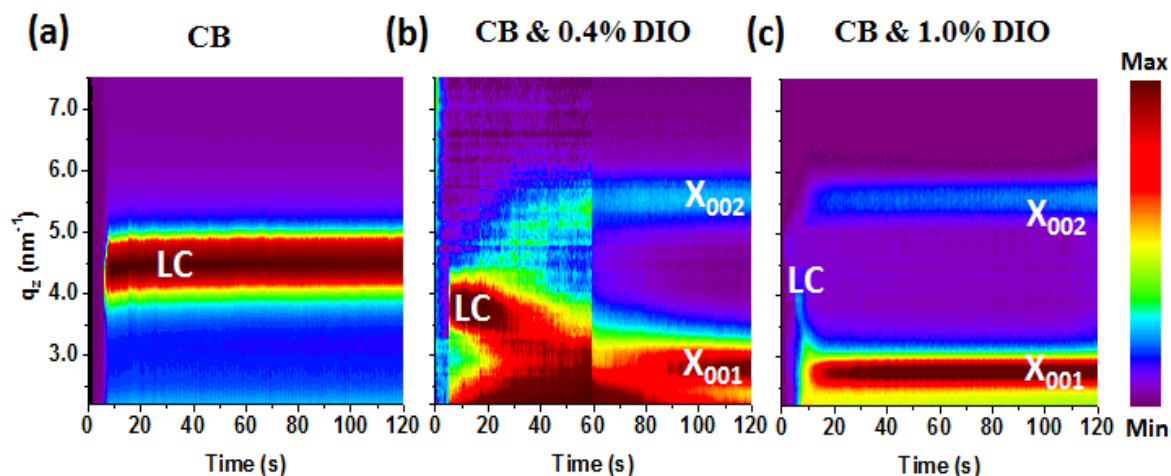 (a) CB
(b) CB & 0.4% DIO
(c) CB & 1.0% DIO
Max
Min
q_z (nm⁻¹)
7.0
6.0
5.0
4.0
3.0
LC
0 20 40 60 80 100 120
Time (s)
LC
X₀₀₂
X₀₀₁
0 20 40 60 80 100 120
Time (s)
LC
X₀₀₂
X₀₀₁
0 20 40 60 80 100 120
Time (s)